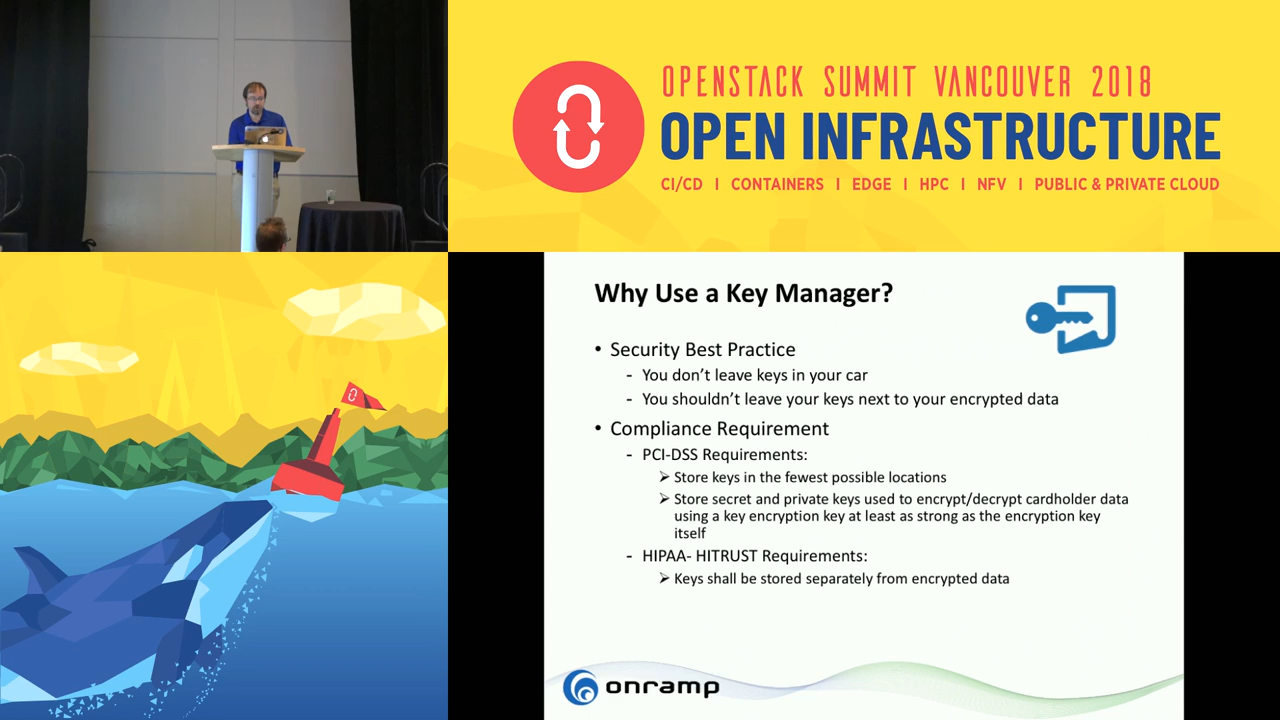 OPENSTACK SUMMIT VANCOUVER 2018
OPEN INFRASTRUCTURE
CI/CD | CONTAINERS | EDGE | HPC | NFV | PUBLIC & PRIVATE CLOUD
Why Use a Key Manager?
• Security Best Practice
- You don’t leave keys in your car
- You shouldn’t leave your keys next to your encrypted data
• Compliance Requirement
- PCI-DSS Requirements:
➢ Store keys in the fewest possible locations
➢ Store secret and private keys used to encrypt/decrypt cardholder data
using a key encryption key at least as strong as the encryption key
itself
- HIPAA- HITRUST Requirements:
➢ Keys shall be stored separately from encrypted data
onramp